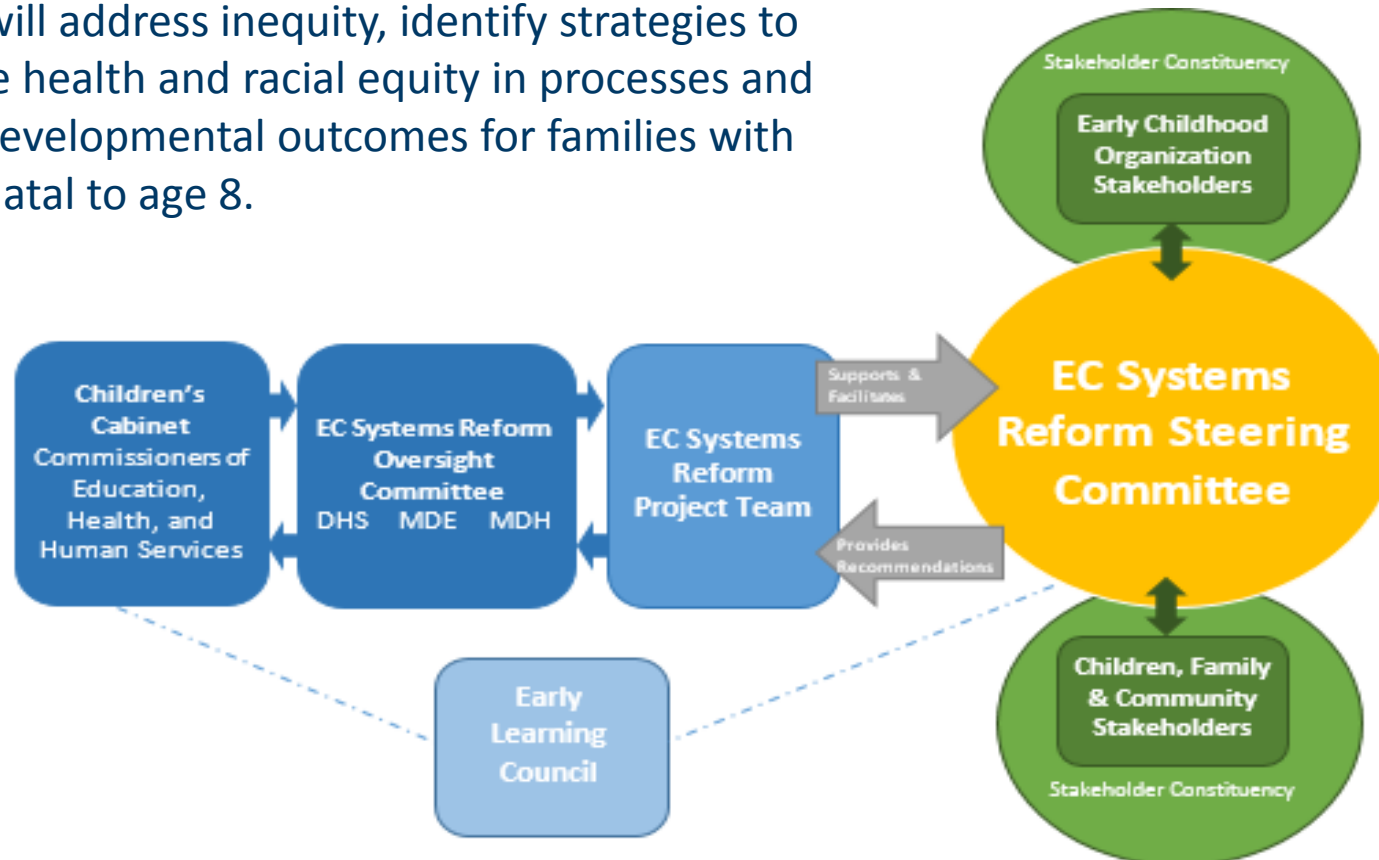 will address inequity, identify strategies to
e health and racial equity in processes and
evelopmental outcomes for families with
atal to age 8.
Stakeholder Constituency
Early Childhood
Organization
Stakeholders
Children's
Cabinet
Commissioners of
Education,
Health, and
Human Services
EC Systems Reform
Oversight
Committee
DHS MDE MDH
EC Systems
Reform
Project Team
Supports &
Facilitates
Provides
Recommendations
EC Systems
Reform Steering
Committee
Early
Learning
Council
Children, Family
& Community
Stakeholders
Stakeholder Constituency